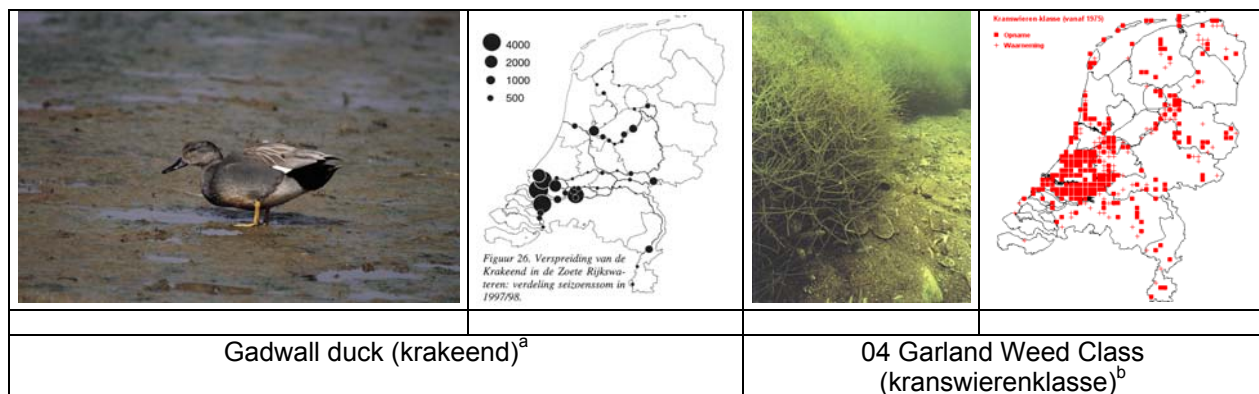 4000
2000
1000
500
Figuur 26. Verspreiding van de
Krakeend in de Zoete Rijkswa-
teren: verdeling seizoenssom in
1997/98.
Kranswieren klasse (vanaf 1975)
Opname
Waarneming
Gadwall duck (krakeend)a
04 Garland Weed Class
(kranswierenklasse)b